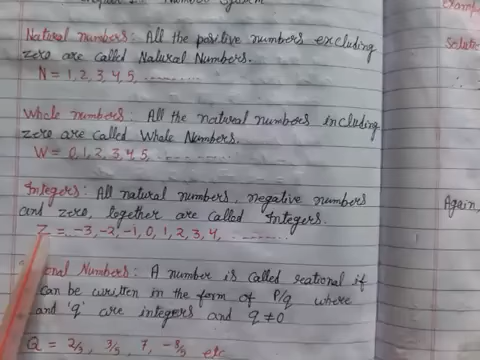 Number System
Natural numbers: All the positive numbers excluding
zero are called Natural Numbers.
N = 1, 2, 3, 4, 5, ..........
Whole numbers: All the natural numbers including
zero are called Whole Numbers.
W = 0, 1, 2, 3, 4, 5, ..........
Integers: All natural numbers, negative numbers
and zero, together are called Integers.
Z = -3, -2, -1, 0, 1, 2, 3, 4, ..........
onal Numbers: A number is called rational if
can be written in the form of P/q where
and 'q' are integers and q ≠ 0
Q = 2/3, 3/5, 7, etc
Again,